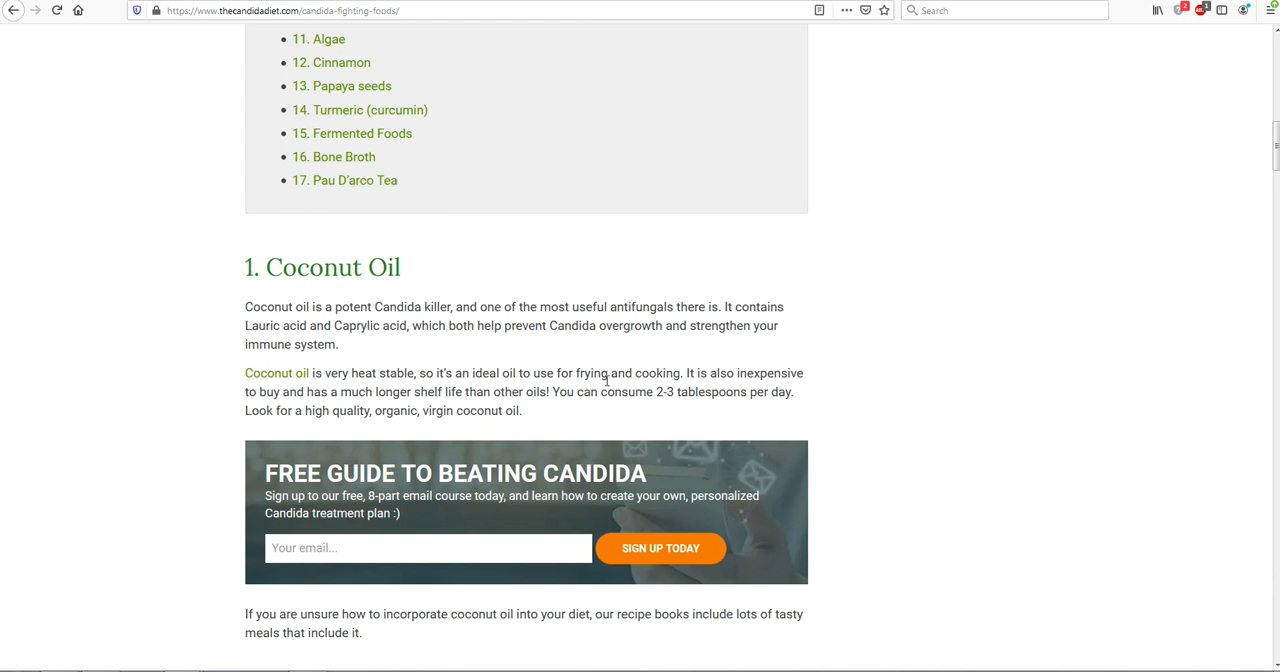 https://www.thecandidadiet.com/candida-fighting-foods/
Search
2
1
11. Algae
12. Cinnamon
13. Papaya seeds
14. Turmeric (curcumin)
15. Fermented Foods
16. Bone Broth
17. Pau D'arco Tea
1. Coconut Oil
Coconut oil is a potent Candida killer, and one of the most useful antifungals there is. It contains
Lauric acid and Caprylic acid, which both help prevent Candida overgrowth and strengthen your
immune system.
Coconut oil is very heat stable, so it's an ideal oil to use for frying and cooking. It is also inexpensive
to buy and has a much longer shelf life than other oils! You can consume 2-3 tablespoons per day.
Look for a high quality, organic, virgin coconut oil.
FREE GUIDE TO BEATING CANDIDA
Sign up to our free, 8-part email course today, and learn how to create your own, personalized
Candida treatment plan :)
Your email...
SIGN UP TODAY
If you are unsure how to incorporate coconut oil into your diet, our recipe books include lots of tasty
meals that include it.